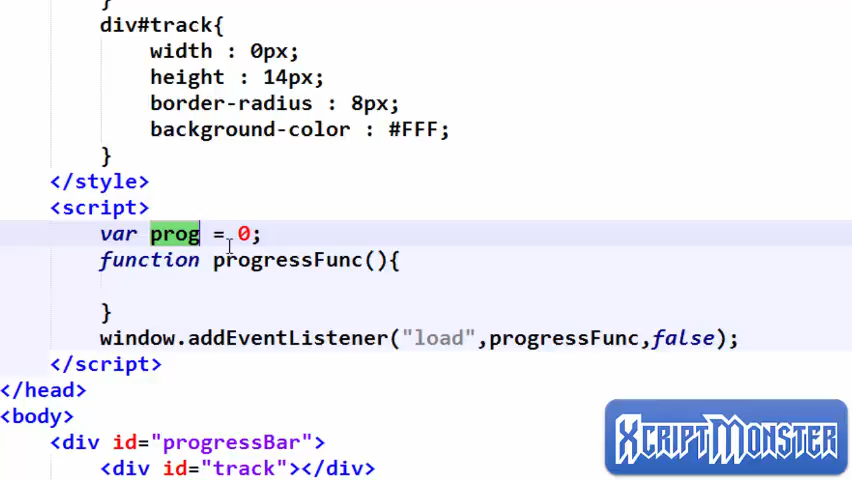 }
div#track{
width : 0px;
height : 14px;
border-radius : 8px;
background-color : #FFF;
}
</style>
<script>
var prog = 0;
function progressFunc(){
}
window.addEventListener("load",progressFunc,false);
</script>
</head>
<body>
<div id="progressBar">
<div id="track"></div>
XCRIPTMONSTER